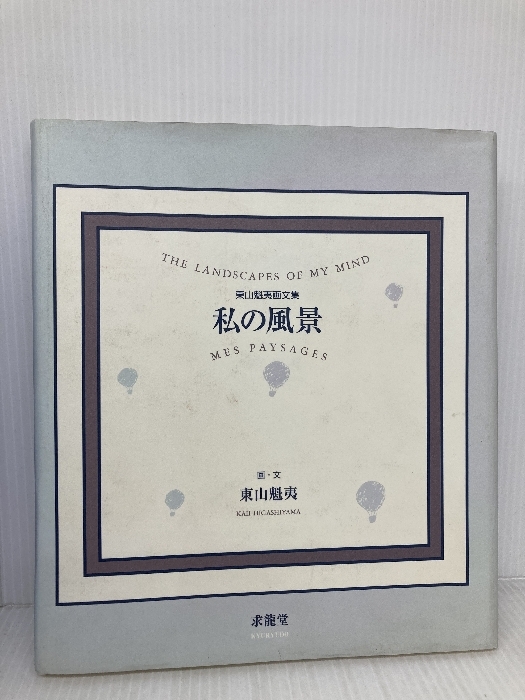 THE LANDSCAPES OF MY MIND
東山魁夷画文集
私の風景
MES PAYSAGES
画・文
東山魁夷
KAII HIGASHIYAMA
求龍堂
KYURYUDO